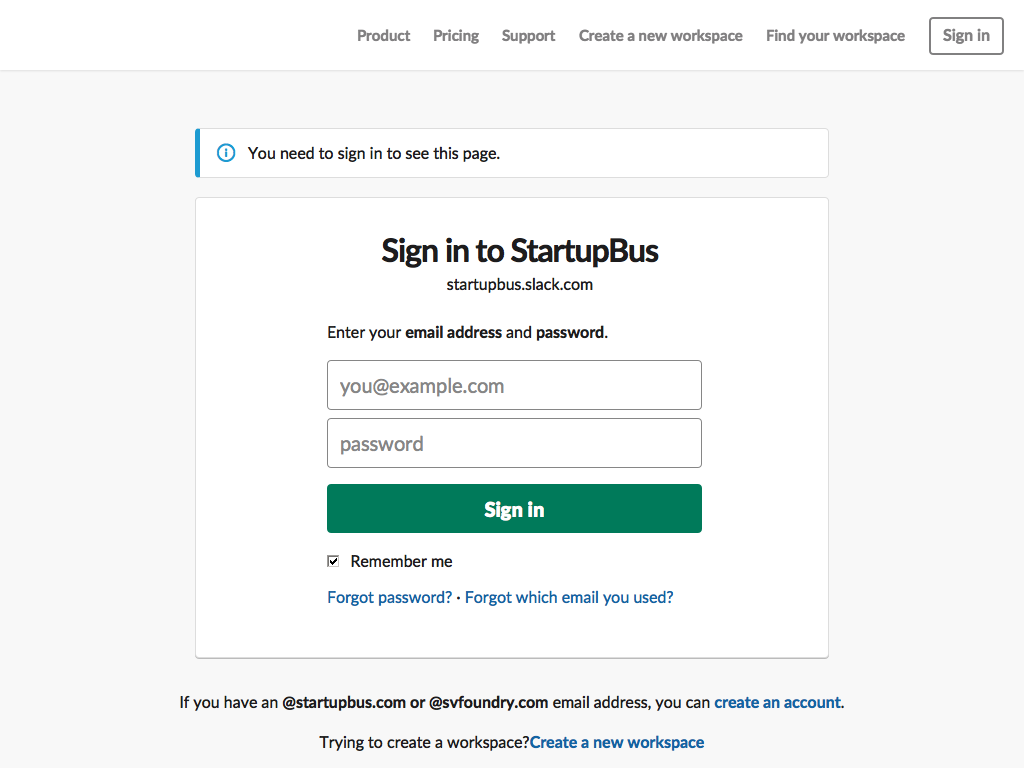 Product Pricing Support Create a new workspace Find your workspace Sign in
You need to sign in to see this page.
Sign in to StartupBus
startupbus.slack.com
Enter your email address and password.
you@example.com
password
Sign in
Remember me
Forgot password? · Forgot which email you used?
If you have an @startupbus.com or @svfoundry.com email address, you can create an account.
Trying to create a workspace?Create a new workspace